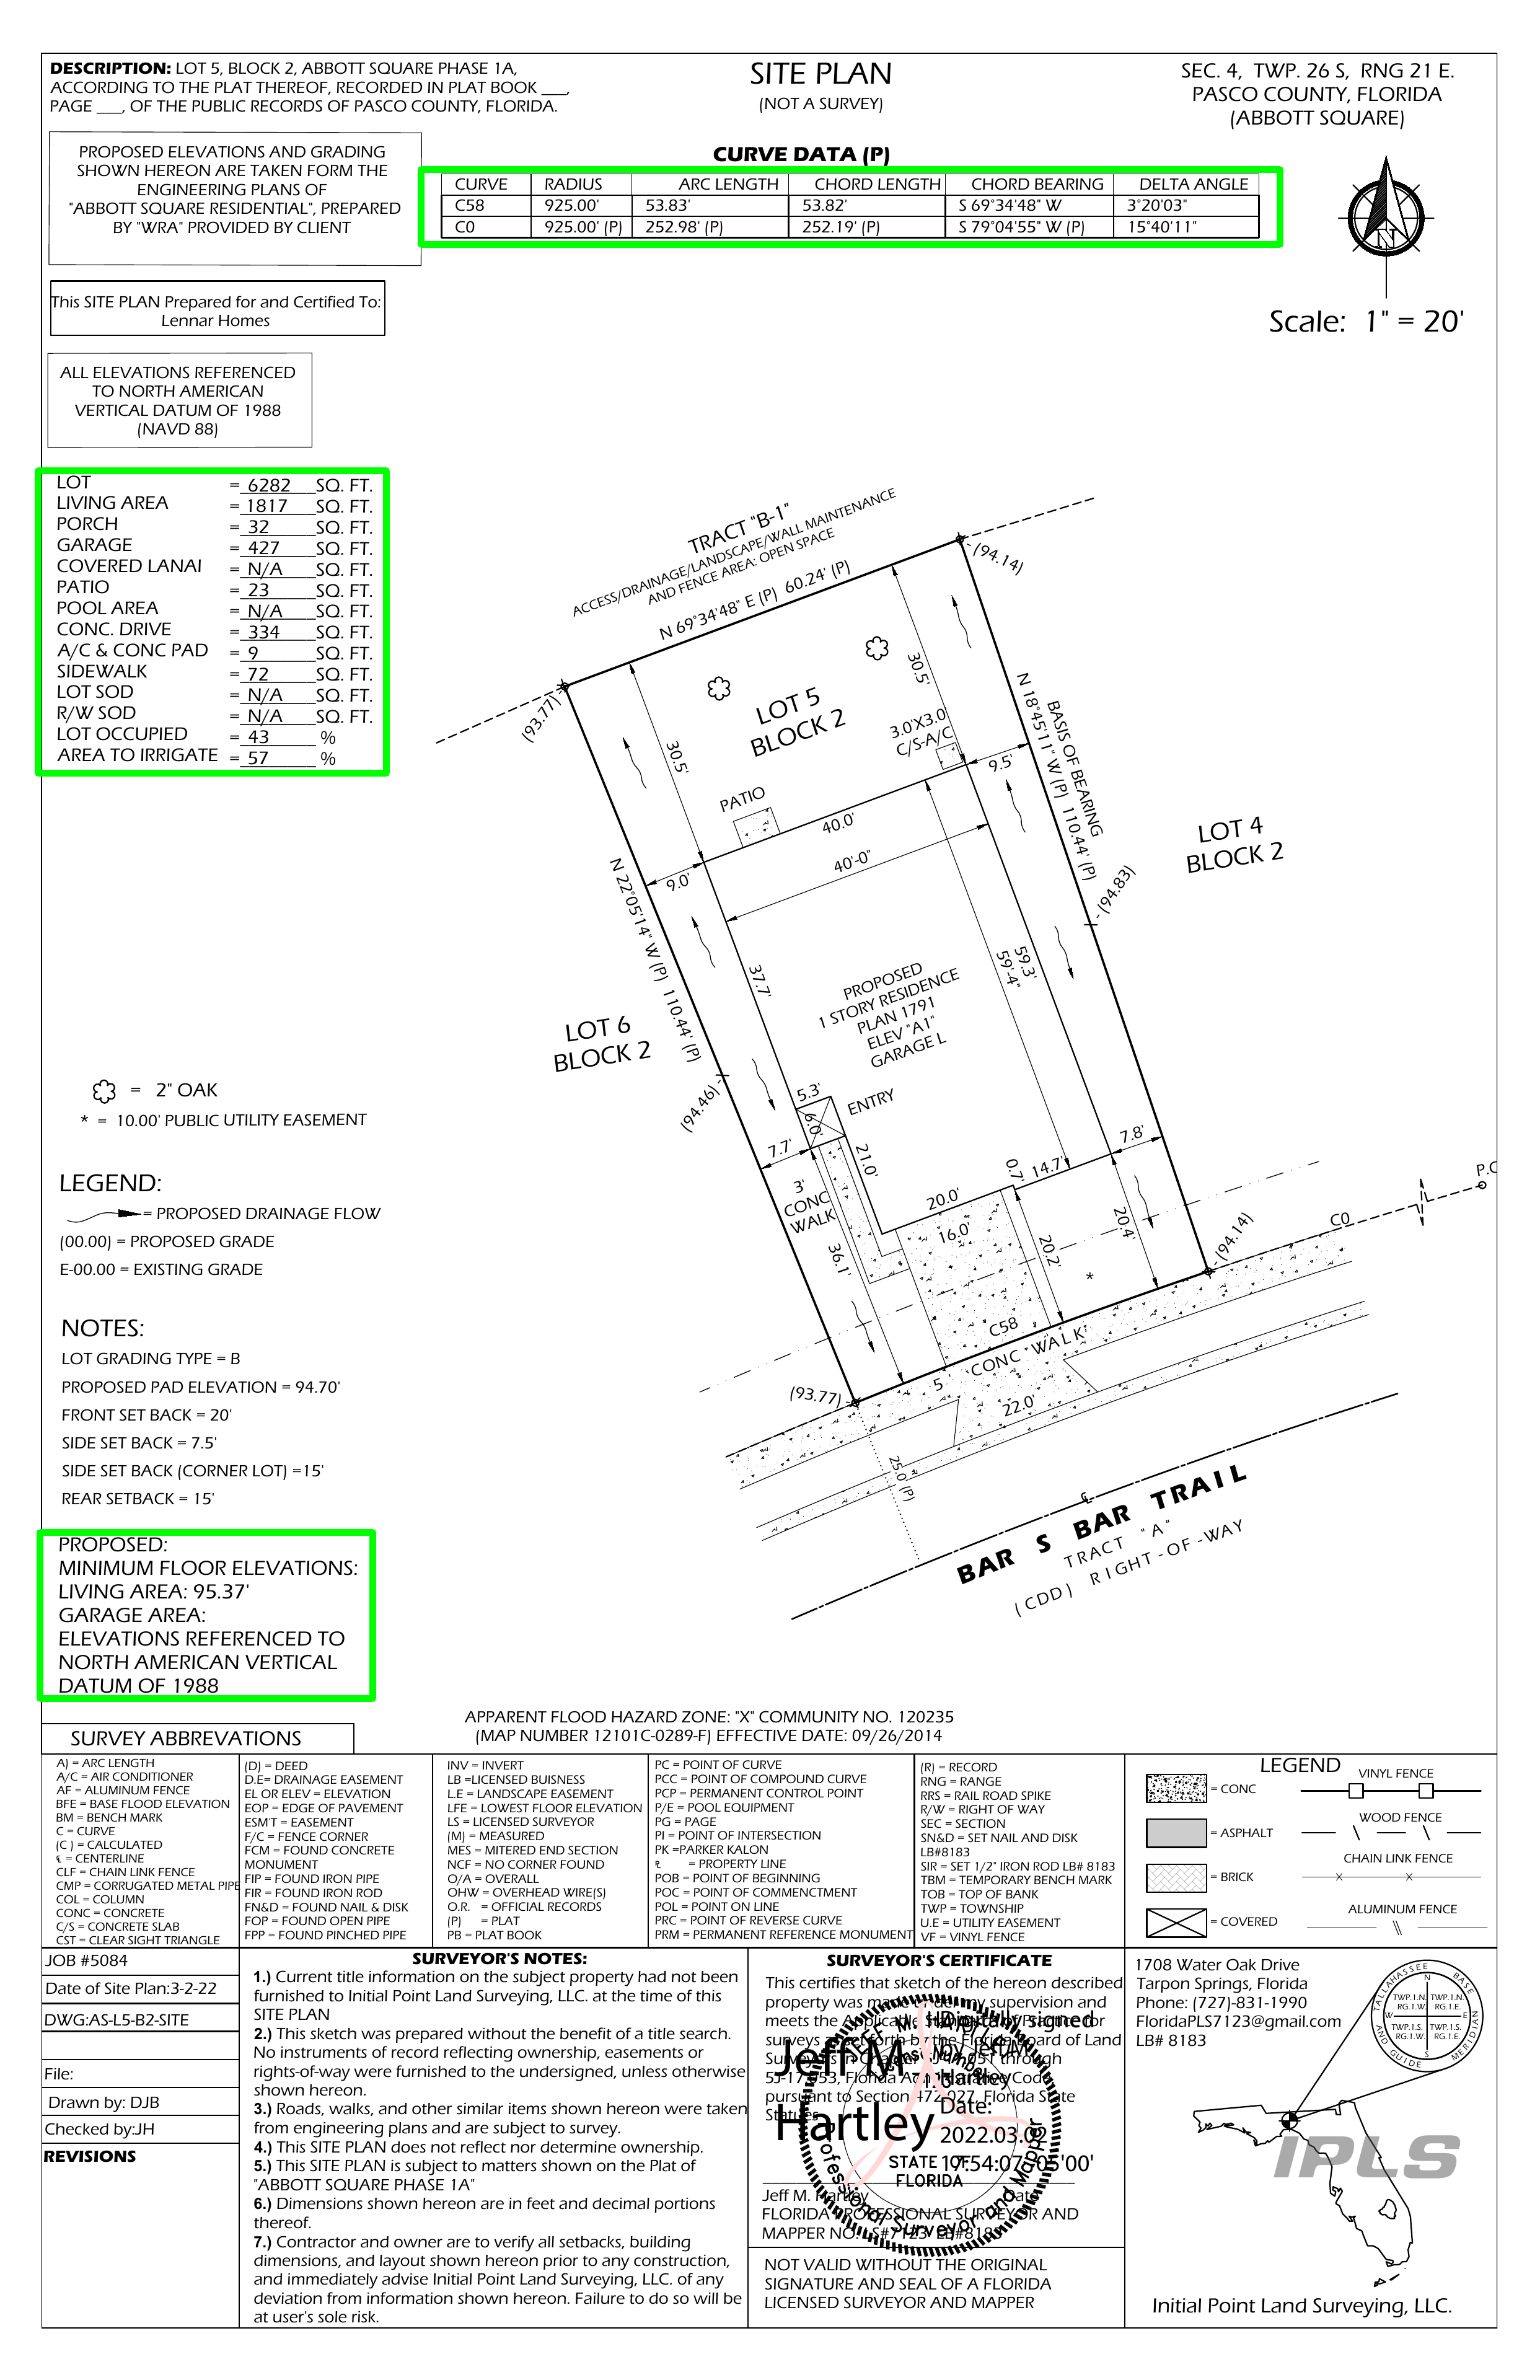 DESCRIPTION: LOT 5, BLOCK 2, ABBOTT SQUARE PHASE 1A,
ACCORDING TO THE PLAT THEREOF, RECORDED IN PLAT BOOK ___,
PAGE ___, OF THE PUBLIC RECORDS OF PASCO COUNTY, FLORIDA.
SITE PLAN
(NOT A SURVEY)
SEC. 4, TWP. 26 S, RNG 21 E.
PASCO COUNTY, FLORIDA
(ABBOTT SQUARE)
PROPOSED ELEVATIONS AND GRADING
SHOWN HEREON ARE TAKEN FORM THE
ENGINEERING PLANS OF
"ABBOTT SQUARE RESIDENTIAL", PREPARED
BY "WRA" PROVIDED BY CLIENT
CURVE DATA (P)
CURVE RADIUS ARC LENGTH CHORD LENGTH CHORD BEARING DELTA ANGLE
C58 925.00' 53.83' 53.82' S 69°34'48" W 3°20'03"
C0 925.00' (P) 252.98' (P) 252.19' (P) S 79°04'55" W (P) 15°40'11"
N
Scale: 1" = 20'
This SITE PLAN Prepared for and Certified To:
Lennar Homes
ALL ELEVATIONS REFERENCED
TO NORTH AMERICAN
VERTICAL DATUM OF 1988
(NAVD 88)
LOT = 6282 SQ. FT.
LIVING AREA = 1817 SQ. FT.
PORCH = 32 SQ. FT.
GARAGE = 427 SQ. FT.
COVERED LANAI = N/A SQ. FT.
PATIO = 23 SQ. FT.
POOL AREA = N/A SQ. FT.
CONC. DRIVE = 334 SQ. FT.
A/C & CONC PAD = 9 SQ. FT.
SIDEWALK = 72 SQ. FT.
LOT SOD = N/A SQ. FT.
R/W SOD = N/A SQ. FT.
LOT OCCUPIED = 43 %
AREA TO IRRIGATE = 57 %
TRACT "B-1"
ACCESS/DRAINAGE/LANDSCAPE/WALL MAINTENANCE
AND FENCE AREA: OPEN SPACE
N 69°34'48" E (P) 60.24' (P)
(94.14)
(93.77)
30.5'
30.5'
LOT 5
BLOCK 2
3.0'X3.0
C/S-A/C
N 18°45'11" W (P) 110.44' (P)
BASIS OF BEARING
9.5'
PATIO
40.0'
40'-0"
9.0'
LOT 4
BLOCK 2
(94.83)
N 22°05'14" W (P) 110.44' (P)
37.7'
59.3'
59'-4"
PROPOSED
1 STORY RESIDENCE
PLAN 1791
ELEV "A1"
GARAGE L
LOT 6
BLOCK 2
(94.46)
5.3'
6.0'
ENTRY
7.7'
21.0'
0.7'
14.7'
7.8'
3'
CONC
WALK
20.0'
16.0'
36.1'
20.2'
20.4'
*
(94.14)
C0
P.C
C58
5
CONC WALK
22.0'
(93.77)
25.0' (P)
BAR S BAR TRAIL
TRACT "A"
(CDD) RIGHT-OF-WAY
= 2" OAK
* = 10.00' PUBLIC UTILITY EASEMENT
LEGEND:
= PROPOSED DRAINAGE FLOW
(00.00) = PROPOSED GRADE
E-00.00 = EXISTING GRADE
NOTES:
LOT GRADING TYPE = B
PROPOSED PAD ELEVATION = 94.70'
FRONT SET BACK = 20'
SIDE SET BACK = 7.5'
SIDE SET BACK (CORNER LOT) =15'
REAR SETBACK = 15'
PROPOSED:
MINIMUM FLOOR ELEVATIONS:
LIVING AREA: 95.37'
GARAGE AREA:
ELEVATIONS REFERENCED TO
NORTH AMERICAN VERTICAL
DATUM OF 1988
APPARENT FLOOD HAZARD ZONE: "X" COMMUNITY NO. 120235
(MAP NUMBER 12101C-0289-F) EFFECTIVE DATE: 09/26/2014
SURVEY ABBREVATIONS
A) = ARC LENGTH
A/C = AIR CONDITIONER
AF = ALUMINUM FENCE
BFE = BASE FLOOD ELEVATION
BM = BENCH MARK
C = CURVE
(C ) = CALCULATED
℄ = CENTERLINE
CLF = CHAIN LINK FENCE
CMP = CORRUGATED METAL PIPE
COL = COLUMN
CONC = CONCRETE
C/S = CONCRETE SLAB
CST = CLEAR SIGHT TRIANGLE
(D) = DEED
D.E= DRAINAGE EASEMENT
EL OR ELEV = ELEVATION
EOP = EDGE OF PAVEMENT
ESM'T = EASEMENT
F/C = FENCE CORNER
FCM = FOUND CONCRETE
MONUMENT
FIP = FOUND IRON PIPE
FIR = FOUND IRON ROD
FN&D = FOUND NAIL & DISK
FOP = FOUND OPEN PIPE
FPP = FOUND PINCHED PIPE
INV = INVERT
LB =LICENSED BUISNESS
L.E = LANDSCAPE EASEMENT
LFE = LOWEST FLOOR ELEVATION
LS = LICENSED SURVEYOR
(M) = MEASURED
MES = MITERED END SECTION
NCF = NO CORNER FOUND
O/A = OVERALL
OHW = OVERHEAD WIRE(S)
O.R. = OFFICIAL RECORDS
(P) = PLAT
PB = PLAT BOOK
PC = POINT OF CURVE
PCC = POINT OF COMPOUND CURVE
PCP = PERMANENT CONTROL POINT
P/E = POOL EQUIPMENT
PG = PAGE
PI = POINT OF INTERSECTION
PK =PARKER KALON
= PROPERTY LINE
POB = POINT OF BEGINNING
POC = POINT OF COMMENCTMENT
POL = POINT ON LINE
PRC = POINT OF REVERSE CURVE
PRM = PERMANENT REFERENCE MONUMENT
(R) = RECORD
RNG = RANGE
RRS = RAIL ROAD SPIKE
R/W = RIGHT OF WAY
SEC = SECTION
SN&D = SET NAIL AND DISK
LB#8183
SIR = SET 1/2" IRON ROD LB# 8183
TBM = TEMPORARY BENCH MARK
TOB = TOP OF BANK
TWP = TOWNSHIP
U.E = UTILITY EASEMENT
VF = VINYL FENCE
LEGEND
= CONC
= ASPHALT
= BRICK
= COVERED
VINYL FENCE
WOOD FENCE
CHAIN LINK FENCE
ALUMINUM FENCE
JOB #5084
Date of Site Plan:3-2-22
DWG:AS-L5-B2-SITE
File:
Drawn by: DJB
Checked by:JH
REVISIONS
SURVEYOR'S NOTES:
1.) Current title information on the subject property had not been
furnished to Initial Point Land Surveying, LLC. at the time of this
SITE PLAN
2.) This sketch was prepared without the benefit of a title search.
No instruments of record reflecting ownership, easements or
rights-of-way were furnished to the undersigned, unless otherwise
shown hereon.
3.) Roads, walks, and other similar items shown hereon were taken
from engineering plans and are subject to survey.
4.) This SITE PLAN does not reflect nor determine ownership.
5.) This SITE PLAN is subject to matters shown on the Plat of
"ABBOTT SQUARE PHASE 1A"
6.) Dimensions shown hereon are in feet and decimal portions
thereof.
7.) Contractor and owner are to verify all setbacks, building
dimensions, and layout shown hereon prior to any construction,
and immediately advise Initial Point Land Surveying, LLC. of any
deviation from information shown hereon. Failure to do so will be
at user's sole risk.
SURVEYOR'S CERTIFICATE
This certifies that sketch of the hereon described
property was made under my supervision and
meets the Applicable Standards of Practice for
surveys as set forth by the Florida Board of Land
Surveyors in Chapter through
Florida Administrative Code
pursuant to Section 472.027, Florida State
Statues
Jeff M
Hartley
Digitally signed
by Jeff M
Hartley
Date:
2022.03.02
17:54:07 -05'00'
STATE OF
FLORIDA
Professional Surveyor and Mapper
Jeff M. Hartley Date
FLORIDA PROFESSIONAL SURVEYOR AND
MAPPER NO. LS#7123 LB#8183
NOT VALID WITHOUT THE ORIGINAL
SIGNATURE AND SEAL OF A FLORIDA
LICENSED SURVEYOR AND MAPPER
1708 Water Oak Drive
Tarpon Springs, Florida
Phone: (727)-831-1990
FloridaPLS7123@gmail.com
LB# 8183
TALLAHASSEE BASE
AND GUIDE MERIDIAN
N
W E
S
TWP.1.N. RG.1.W.
TWP.1.N. RG.1.E.
TWP.1.S. RG.1.W.
TWP.1.S. RG.1.E.
IPLS
Initial Point Land Surveying, LLC.